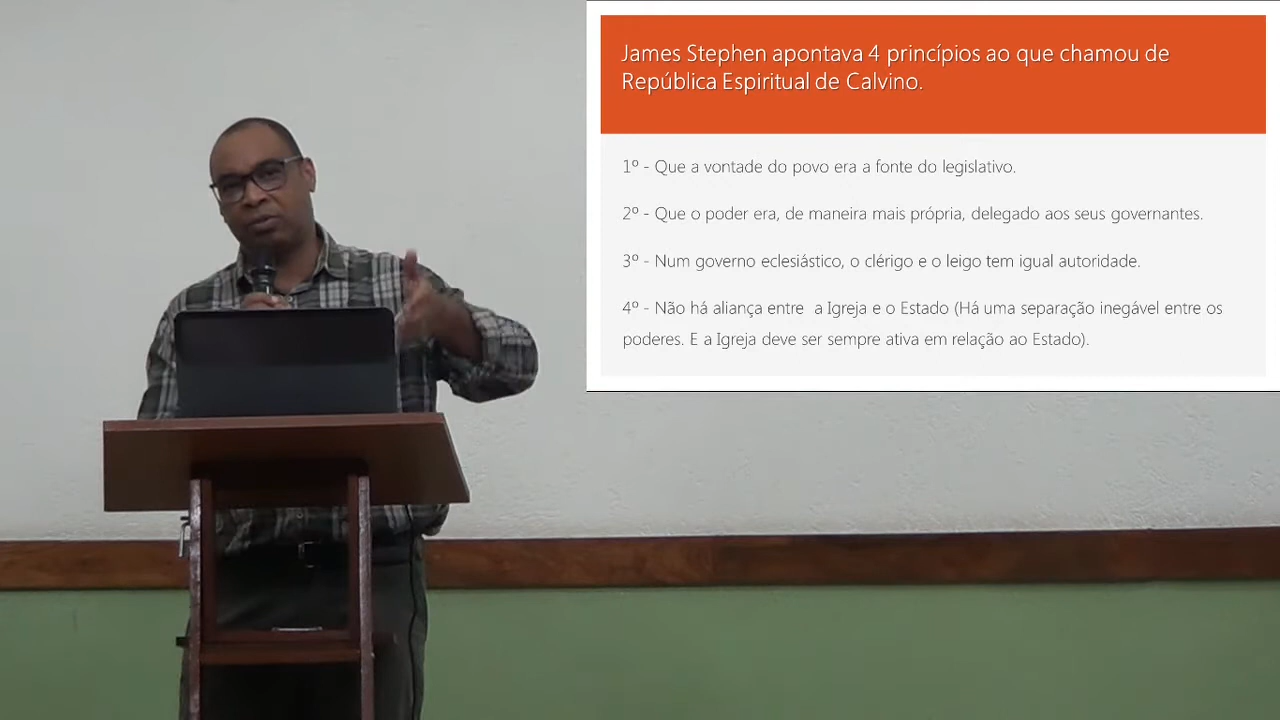 James Stephen apontava 4 princípios ao que chamou de
República Espiritual de Calvino.
1º - Que a vontade do povo era a fonte do legislativo.
2º - Que o poder era, de maneira mais própria, delegado aos seus governantes.
3º - Num governo eclesiástico, o clérigo e o leigo tem igual autoridade.
4º - Não há aliança entre  a Igreja e o Estado (Há uma separação inegável entre os
poderes. E a Igreja deve ser sempre ativa em relação ao Estado).